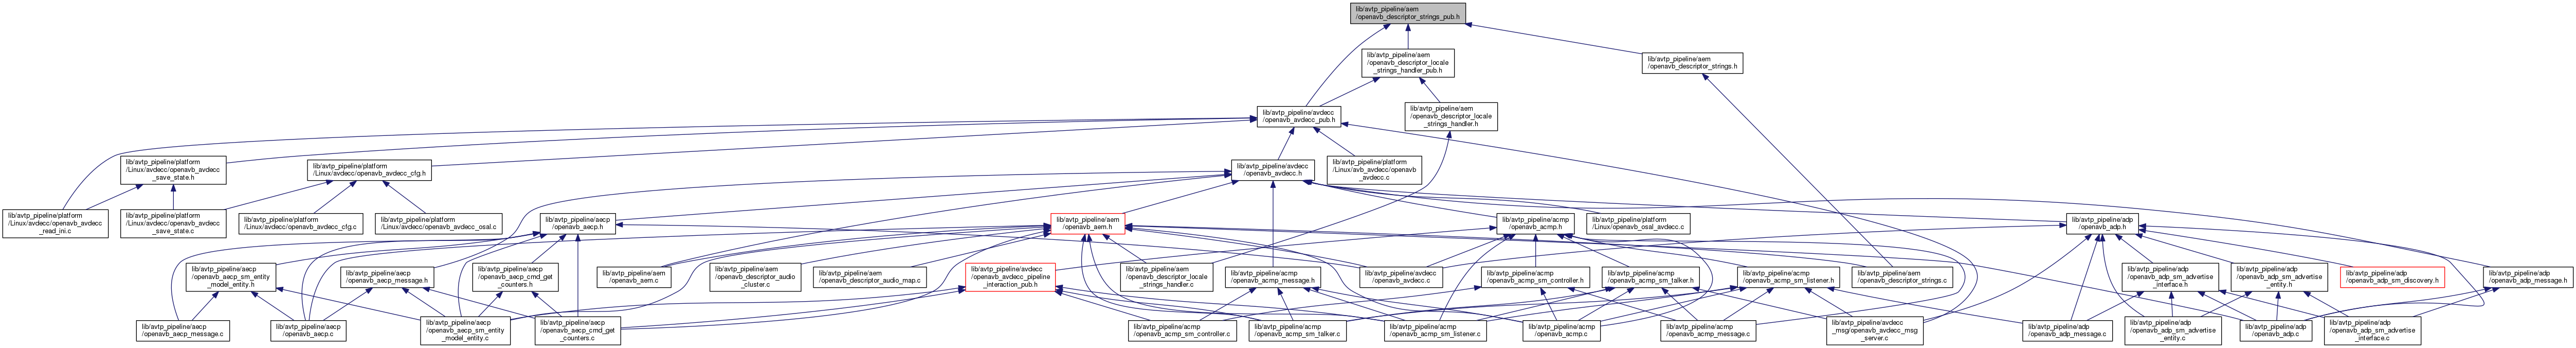 lib/avtp_pipeline/aem
/openavb_descriptor_strings_pub.h
lib/avtp_pipeline/aem
/openavb_descriptor_locale
_strings_handler_pub.h
lib/avtp_pipeline/aem
/openavb_descriptor_strings.h
lib/avtp_pipeline/avdecc
/openavb_avdecc_pub.h
lib/avtp_pipeline/aem
/openavb_descriptor_locale
_strings_handler.h
lib/avtp_pipeline/platform
/Linux/avdecc/openavb_avdecc
_save_state.h
lib/avtp_pipeline/platform
/Linux/avdecc/openavb_avdecc_cfg.h
lib/avtp_pipeline/avdecc
/openavb_avdecc.h
lib/avtp_pipeline/platform
/Linux/avb_avdecc/openavb
_avdecc.c
lib/avtp_pipeline/platform
/Linux/avdecc/openavb_avdecc
_read_ini.c
lib/avtp_pipeline/platform
/Linux/avdecc/openavb_avdecc
_save_state.c
lib/avtp_pipeline/platform
/Linux/avdecc/openavb_avdecc_cfg.c
lib/avtp_pipeline/platform
/Linux/avdecc/openavb_avdecc_osal.c
lib/avtp_pipeline/aecp
/openavb_aecp.h
lib/avtp_pipeline/aem
/openavb_aem.h
lib/avtp_pipeline/acmp
/openavb_acmp.h
lib/avtp_pipeline/platform
/Linux/openavb_osal_avdecc.c
lib/avtp_pipeline/adp
/openavb_adp.h
lib/avtp_pipeline/aecp
/openavb_aecp_sm_entity
_model_entity.h
lib/avtp_pipeline/aecp
/openavb_aecp_message.h
lib/avtp_pipeline/aecp
/openavb_aecp_cmd_get
_counters.h
lib/avtp_pipeline/aem
/openavb_aem.c
lib/avtp_pipeline/aem
/openavb_descriptor_audio
_cluster.c
lib/avtp_pipeline/aem
/openavb_descriptor_audio_map.c
lib/avtp_pipeline/avdecc
/openavb_avdecc_pipeline
_interaction_pub.h
lib/avtp_pipeline/aem
/openavb_descriptor_locale
_strings_handler.c
lib/avtp_pipeline/acmp
/openavb_acmp_message.h
lib/avtp_pipeline/avdecc
/openavb_avdecc.c
lib/avtp_pipeline/acmp
/openavb_acmp_sm_controller.h
lib/avtp_pipeline/acmp
/openavb_acmp_sm_talker.h
lib/avtp_pipeline/acmp
/openavb_acmp_sm_listener.h
lib/avtp_pipeline/aem
/openavb_descriptor_strings.c
lib/avtp_pipeline/adp
/openavb_adp_sm_advertise
_interface.h
lib/avtp_pipeline/adp
/openavb_adp_sm_advertise
_entity.h
lib/avtp_pipeline/adp
/openavb_adp_sm_discovery.h
lib/avtp_pipeline/adp
/openavb_adp_message.h
lib/avtp_pipeline/aecp
/openavb_aecp_message.c
lib/avtp_pipeline/aecp
/openavb_aecp.c
lib/avtp_pipeline/aecp
/openavb_aecp_sm_entity
_model_entity.c
lib/avtp_pipeline/aecp
/openavb_aecp_cmd_get
_counters.c
lib/avtp_pipeline/acmp
/openavb_acmp_sm_controller.c
lib/avtp_pipeline/acmp
/openavb_acmp_sm_talker.c
lib/avtp_pipeline/acmp
/openavb_acmp_sm_listener.c
lib/avtp_pipeline/acmp
/openavb_acmp.c
lib/avtp_pipeline/acmp
/openavb_acmp_message.c
lib/avtp_pipeline/avdecc
_msg/openavb_avdecc_msg
_server.c
lib/avtp_pipeline/adp
/openavb_adp_message.c
lib/avtp_pipeline/adp
/openavb_adp_sm_advertise
_entity.c
lib/avtp_pipeline/adp
/openavb_adp.c
lib/avtp_pipeline/adp
/openavb_adp_sm_advertise
_interface.c